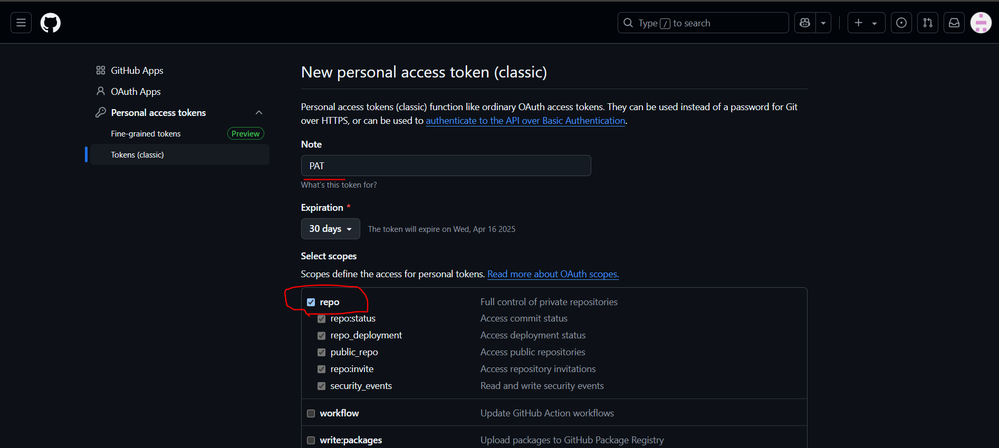 Type / to search
GitHub Apps
OAuth Apps
Personal access tokens
Fine-grained tokens Preview
Tokens (classic)
New personal access token (classic)
Personal access tokens (classic) function like ordinary OAuth access tokens. They can be used instead of a password for Git
over HTTPS, or can be used to authenticate to the API over Basic Authentication.
Note
PAT
What's this token for?
Expiration *
30 days The token will expire on Wed, Apr 16 2025
Select scopes
Scopes define the access for personal tokens. Read more about OAuth scopes.
repo Full control of private repositories
repo:status Access commit status
repo_deployment Access deployment status
public_repo Access public repositories
repo:invite Access repository invitations
security_events Read and write security events
workflow Update GitHub Action workflows
write:packages Upload packages to GitHub Package Registry